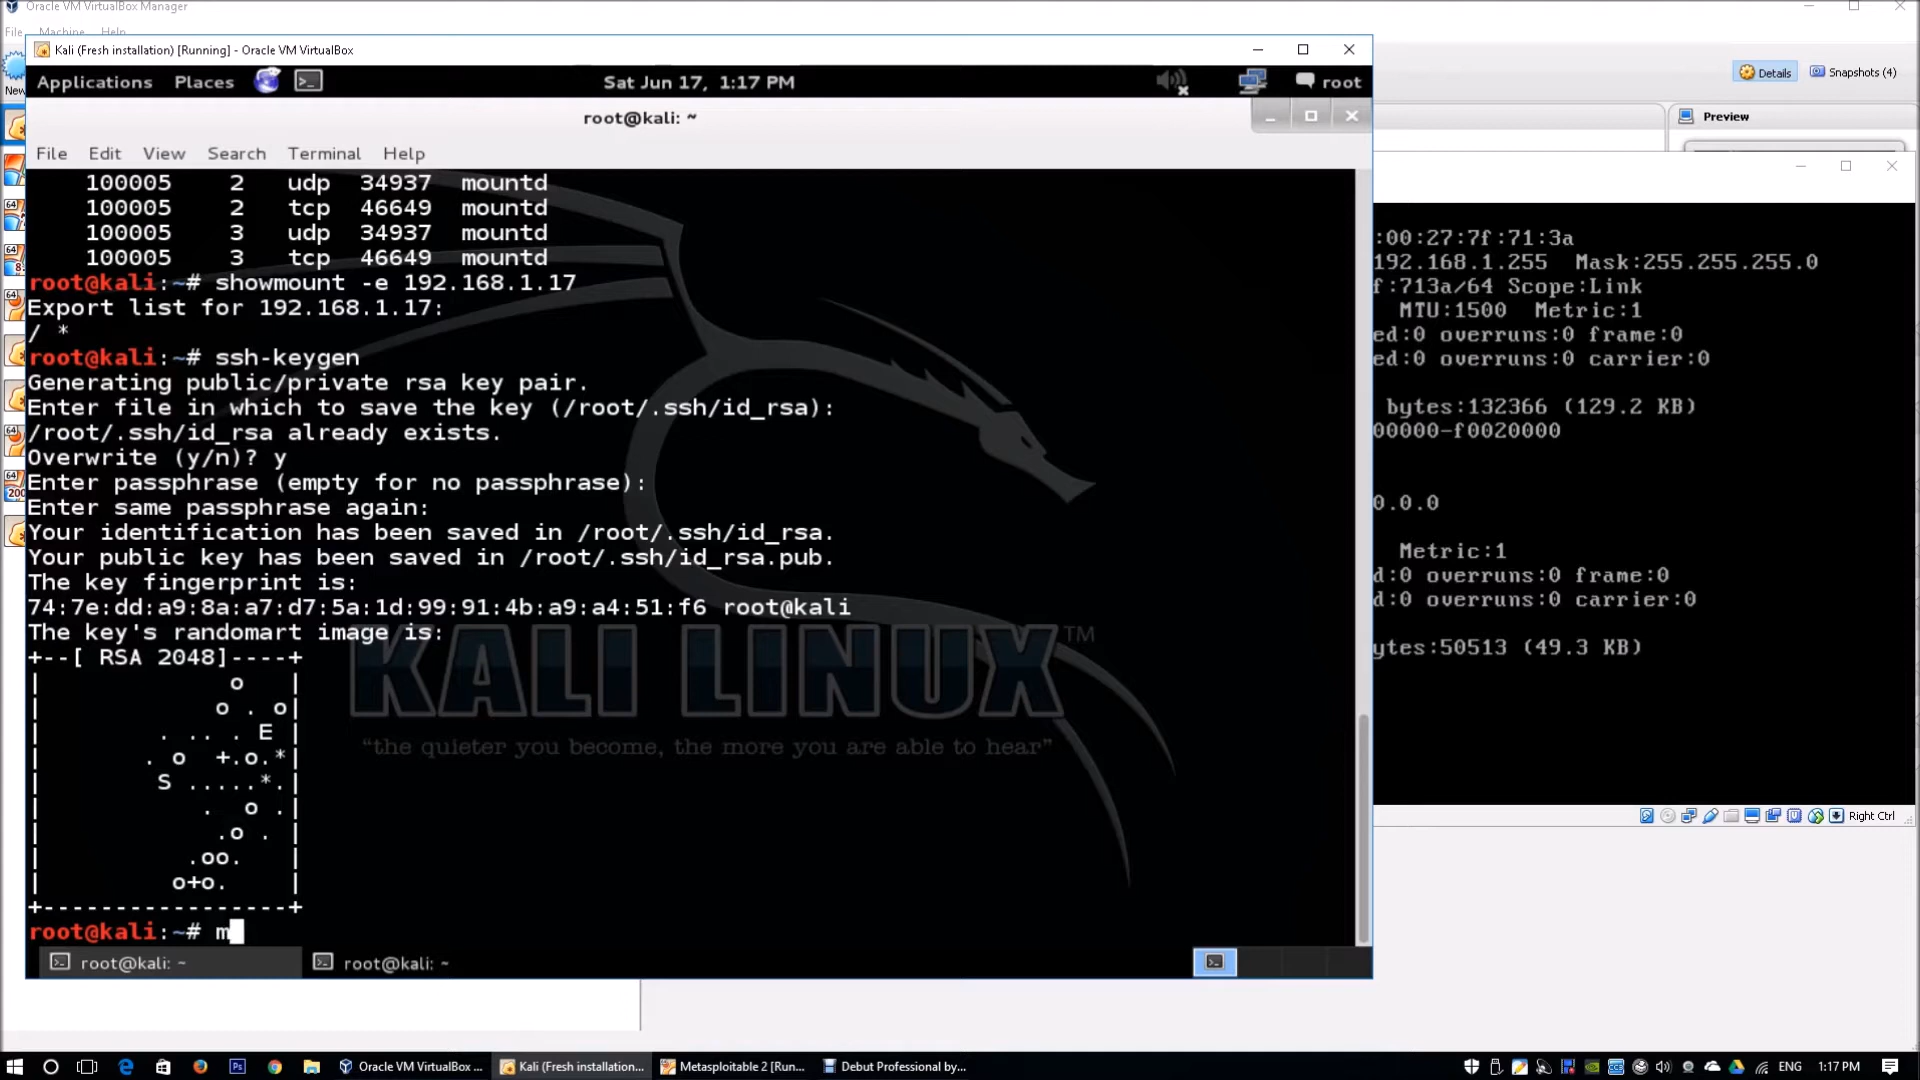 Oracle VM VirtualBox Manager
File Machine Help
Kali (Fresh installation) [Running] - Oracle VM VirtualBox
New
Details
Snapshots (4)
Applications Places
Sat Jun 17, 1:17 PM
root
root@kali: ~
Preview
File Edit View Search Terminal Help
100005 2 udp 34937 mountd
100005 2 tcp 46649 mountd
100005 3 udp 34937 mountd
100005 3 tcp 46649 mountd
root@kali:~# showmount -e 192.168.1.17
Export list for 192.168.1.17:
/ *
root@kali:~# ssh-keygen
Generating public/private rsa key pair.
Enter file in which to save the key (/root/.ssh/id_rsa):
/root/.ssh/id_rsa already exists.
Overwrite (y/n)? y
Enter passphrase (empty for no passphrase):
Enter same passphrase again:
Your identification has been saved in /root/.ssh/id_rsa.
Your public key has been saved in /root/.ssh/id_rsa.pub.
The key fingerprint is:
74:7e:dd:a9:8a:a7:d7:5a:1d:99:91:4b:a9:a4:51:f6 root@kali
The key's randomart image is:
+--[ RSA 2048]----+
|              o   |
|             o . o|
|         . .. . E |
|        . o  +.o.*|
|         S .....*.|
|            .  o .|
|             .o . |
|           .oo.   |
|          o+o.    |
+-----------------+
root@kali:~# m
KALI LINUX™
“the quieter you become, the more you are able to hear”
root@kali: ~
root@kali: ~
:00:27:7f:71:3a
192.168.1.255 Mask:255.255.255.0
f:713a/64 Scope:Link
MTU:1500 Metric:1
ed:0 overruns:0 frame:0
ed:0 overruns:0 carrier:0
bytes:132366 (129.2 KB)
00000-f0020000
0.0.0
Metric:1
d:0 overruns:0 frame:0
d:0 overruns:0 carrier:0
ytes:50513 (49.3 KB)
Right Ctrl
Oracle VM VirtualBox ...
Kali (Fresh installation...
Metasploitable 2 [Run...
Debut Professional by...
ENG
1:17 PM